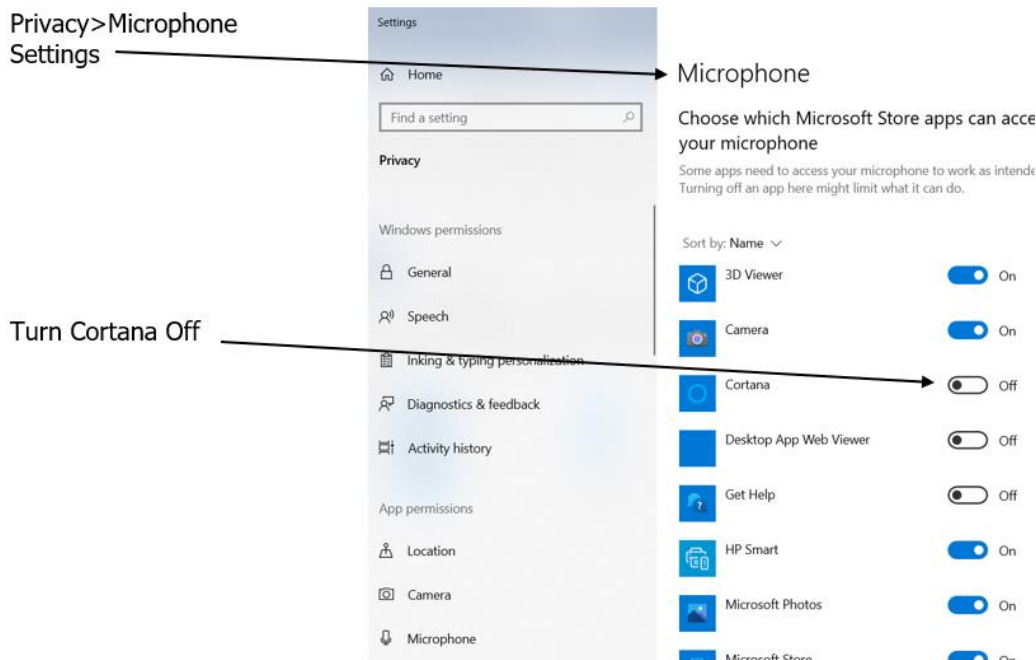 Privacy>Microphone
Settings
Turn Cortana Off
Settings
Home
Find a setting
Privacy
Windows permissions
General
Speech
Inking & typing personalization
Diagnostics & feedback
Activity history
App permissions
Location
Camera
Microphone
Microphone
Choose which Microsoft Store apps can acce
your microphone
Some apps need to access your microphone to work as intende
Turning off an app here might limit what it can do.
Sort by: Name
3D Viewer On
Camera On
Cortana Off
Desktop App Web Viewer Off
Get Help Off
HP Smart On
Microsoft Photos On
Microsoft Store On